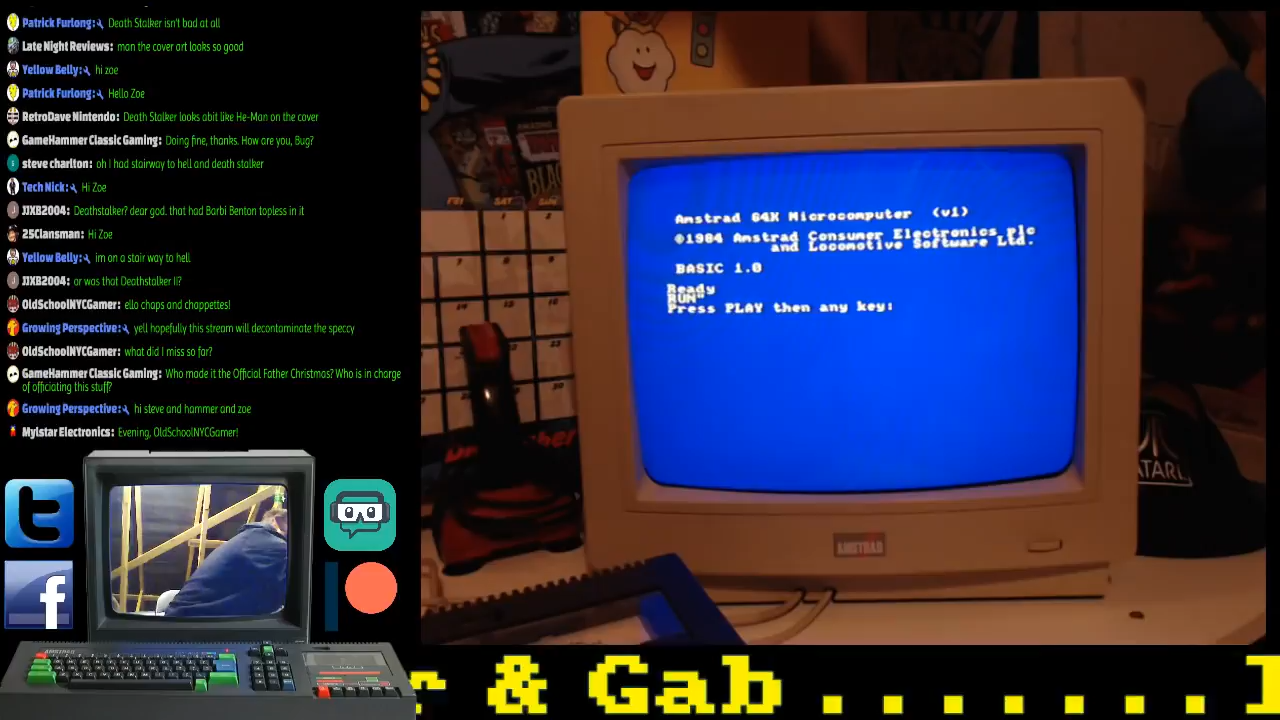 Patrick Furlong: Death Stalker isn't bad at all
Late Night Reviews: man the cover art looks so good
Yellow Belly: hi zoe
Patrick Furlong: Hello Zoe
RetroDave Nintendo: Death Stalker looks abit like He-Man on the cover
GameHammer Classic Gaming: Doing fine, thanks. How are you, Bug?
steve charlton: oh I had stairway to hell and death stalker
Tech Nick: Hi Zoe
JJXB2004: Deathstalker? dear god. that had Barbi Benton topless in it
25Clansman: Hi Zoe
Yellow Belly: im on a stair way to hell
JJXB2004: or was that Deathstalker II?
OldSchoolNYCGamer: ello chaps and chappettes!
Growing Perspective: yell hopefully this stream will decontaminate the speccy
OldSchoolNYCGamer: what did I miss so far?
GameHammer Classic Gaming: Who made it the Official Father Christmas? Who is in charge
of officiating this stuff?
Growing Perspective: hi steve and hammer and zoe
Mylstar Electronics: Evening, OldSchoolNYCGamer!
Amstrad 64K Microcomputer (v1)
©1984 Amstrad Consumer Electronics plc
and Locomotive Software Ltd.
BASIC 1.0
Ready
RUN"
Press PLAY then any key:
FRI SAT SUN
AMSTRAD
ATARI
AMSTRAD
r & Gab . . . . . . . I